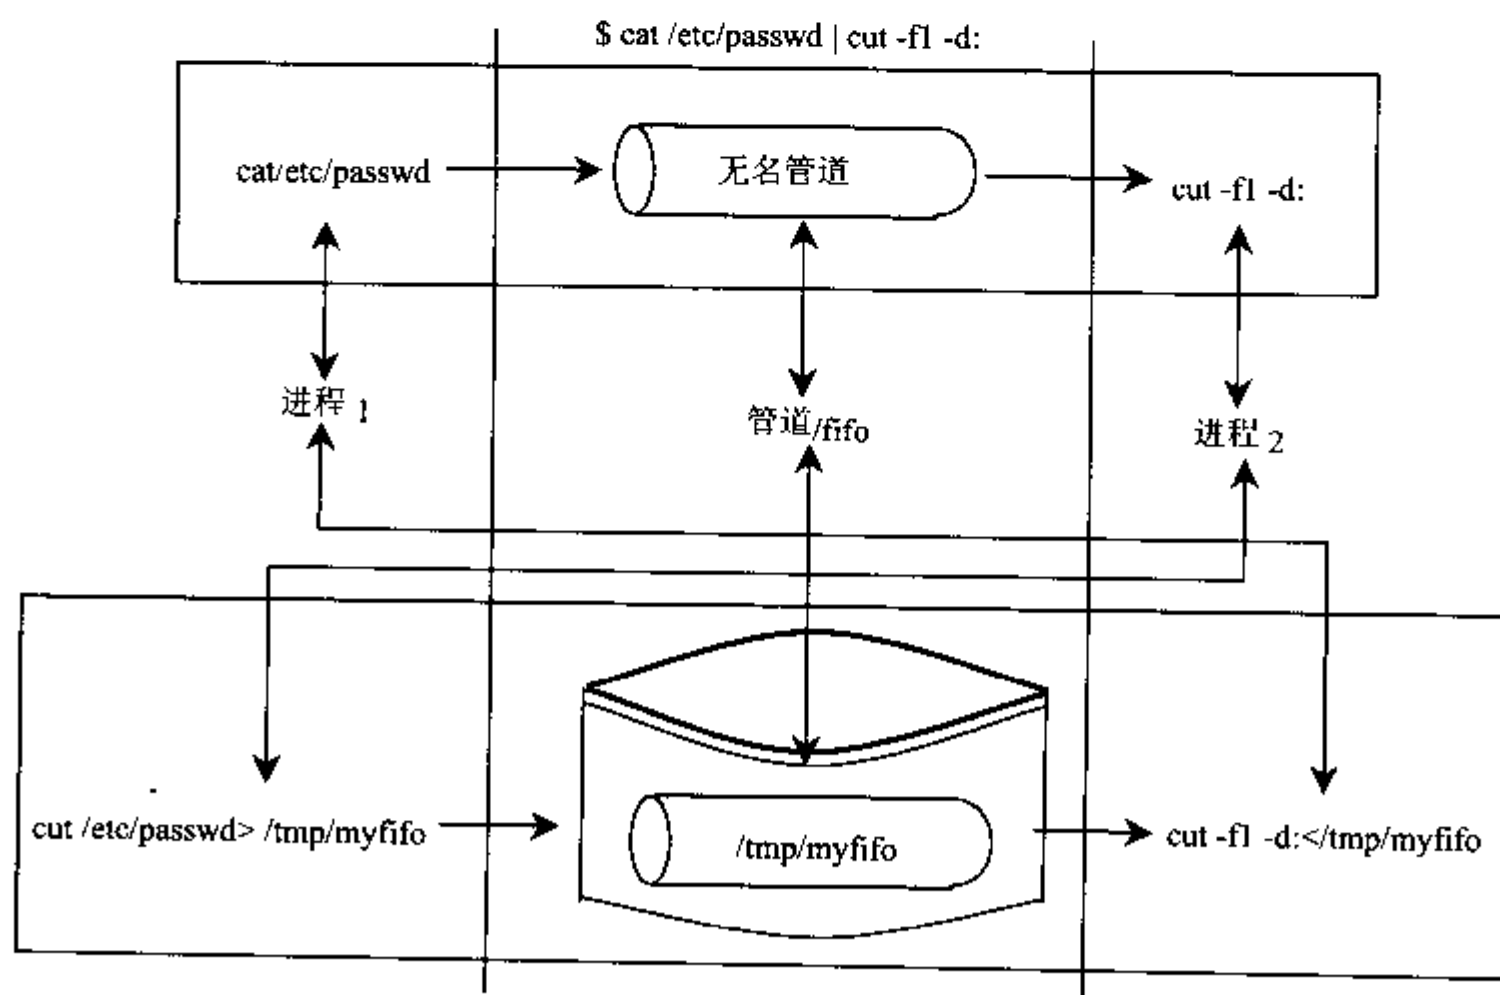 $ cat /etc/passwd | cut -f1 -d:
cat/etc/passwd
无名管道
cut -f1 -d:
进程 1
管道/fifo
进程 2
cut /etc/passwd> /tmp/myfifo
/tmp/myfifo
cut -f1 -d:</tmp/myfifo